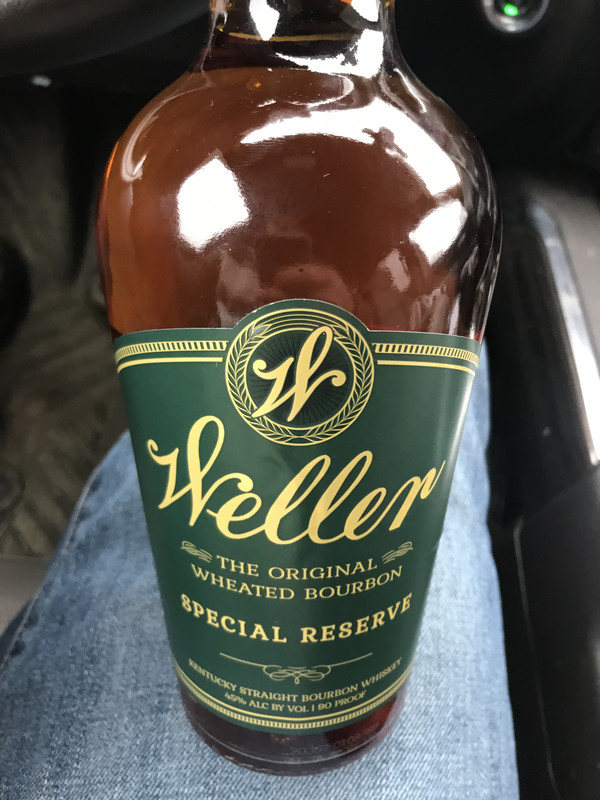 W
Weller
THE ORIGINAL
WHEATED BOURBON
SPECIAL RESERVE
KENTUCKY STRAIGHT BOURBON WHISKEY
45% ALC BY VOL | 90 PROOF